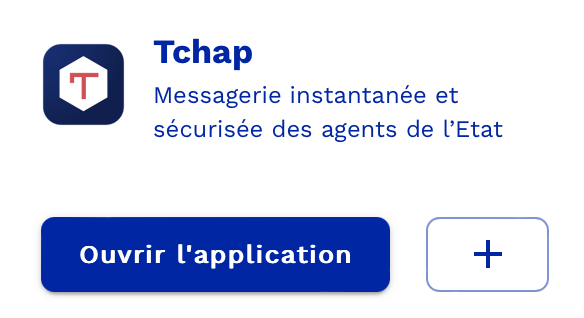 T
Tchap
Messagerie instantanée et
sécurisée des agents de l’Etat
Ouvrir l'application
+